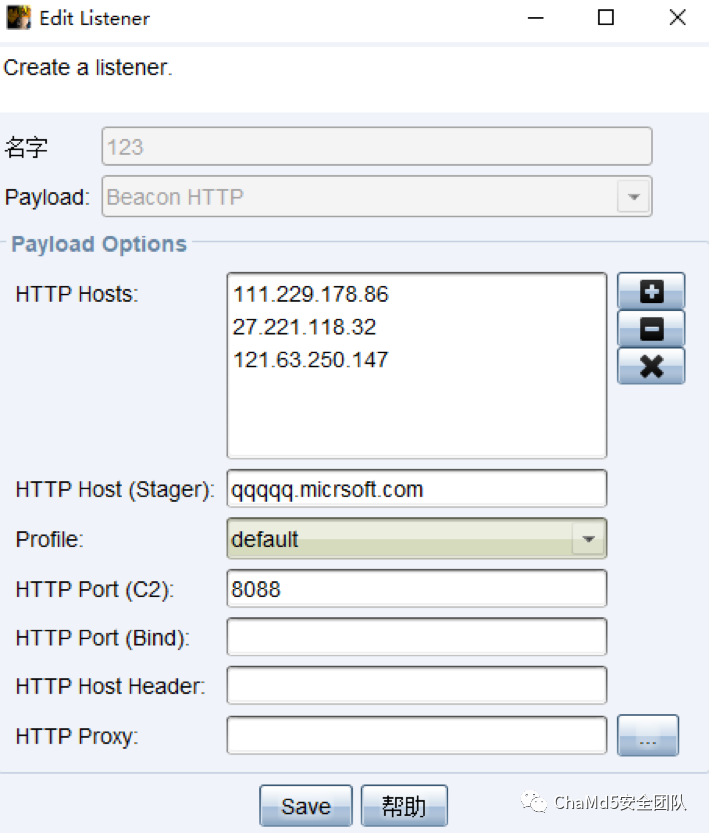 Edit Listener
Create a listener.
名字 123
Payload: Beacon HTTP
Payload Options
HTTP Hosts: 111.229.178.86
27.221.118.32
121.63.250.147
HTTP Host (Stager): qqqqq.micrsoft.com
Profile: default
HTTP Port (C2): 8088
HTTP Port (Bind):
HTTP Host Header:
HTTP Proxy: ...
Save 帮助
ChaMd5安全团队